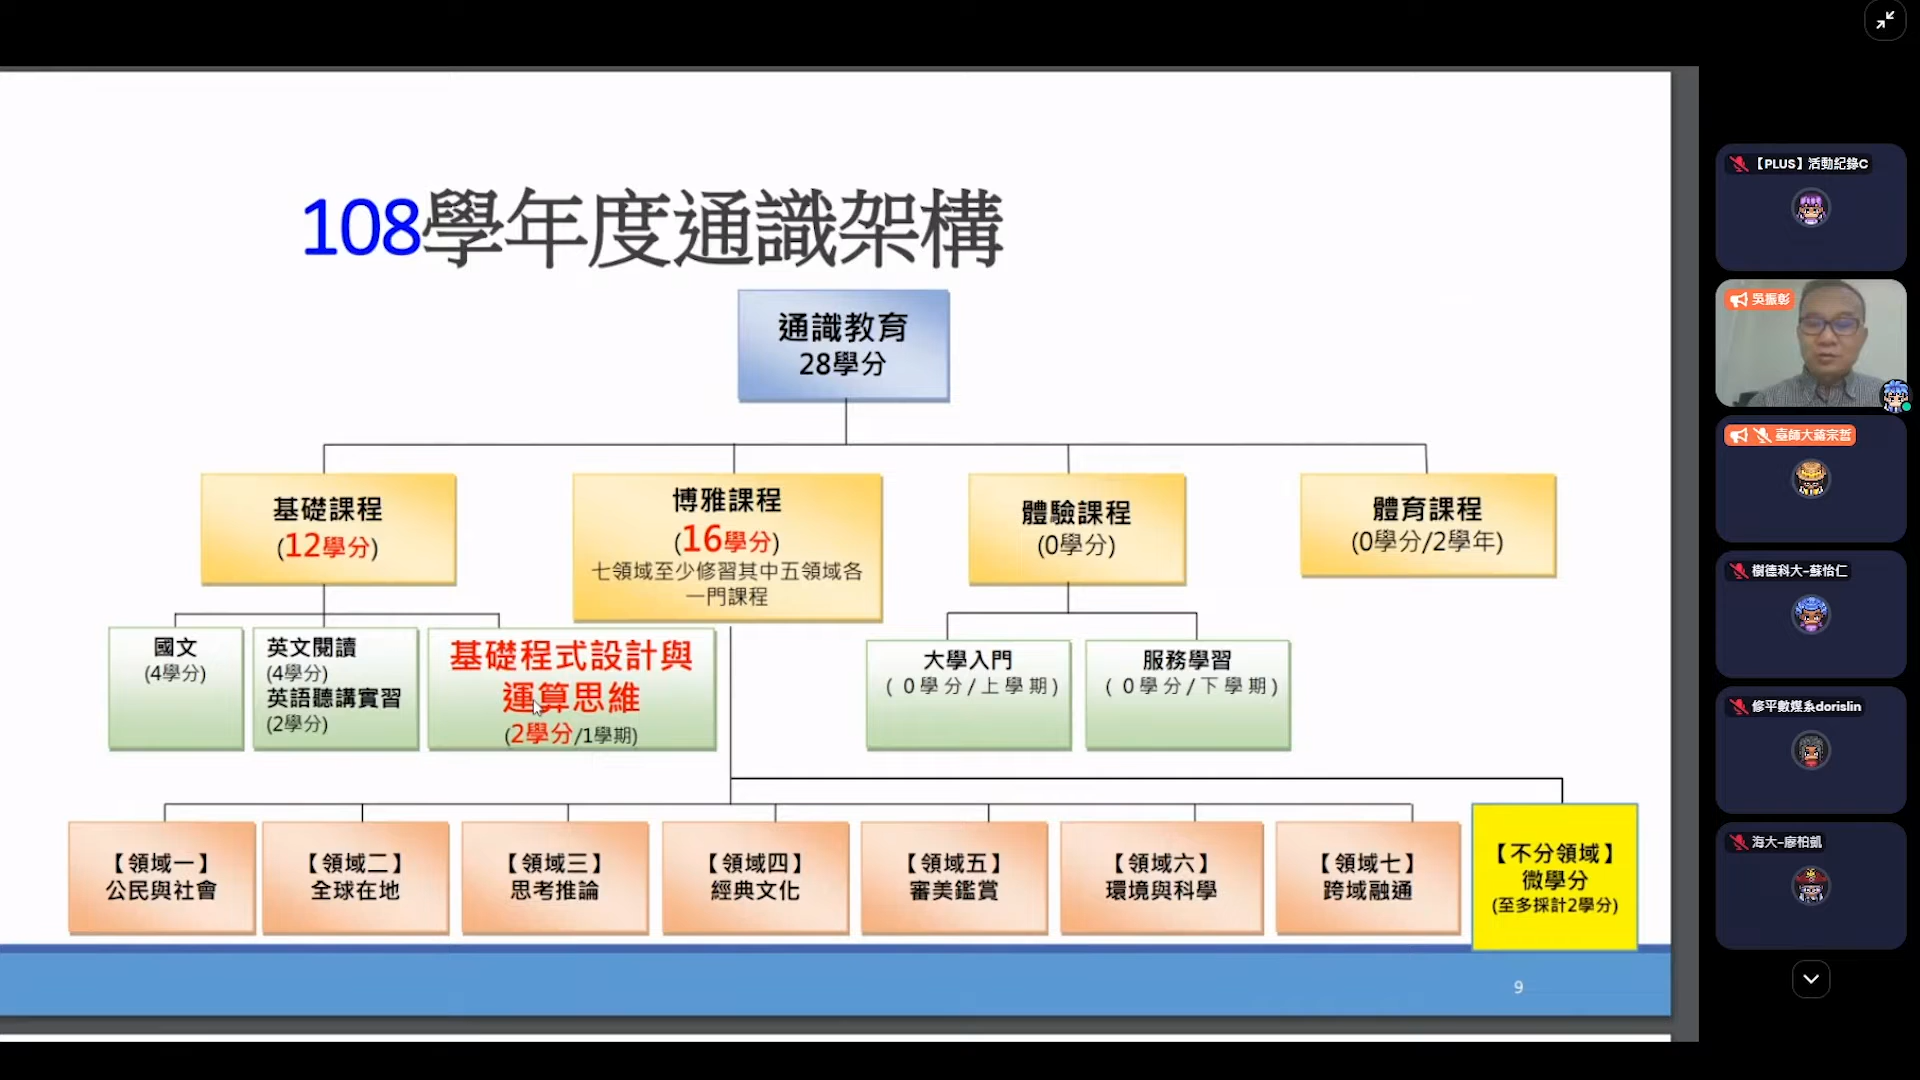 108學年度通識架構
通識教育
28學分
基礎課程
(12學分)
博雅課程
(16學分)
七領域至少修習其中五領域各
一門課程
體驗課程
(0學分)
體育課程
(0學分/2學年)
國文
(4學分)
英文閱讀
(4學分)
英語聽講實習
(2學分)
基礎程式設計與
運算思維
(2學分/1學期)
大學入門
(0學分/上學期)
服務學習
(0學分/下學期)
【領域一】
公民與社會
【領域二】
全球在地
【領域三】
思考推論
【領域四】
經典文化
【領域五】
審美鑑賞
【領域六】
環境與科學
【領域七】
跨域融通
【不分領域】
微學分
(至多採計2學分)
9
【PLUS】活動紀錄C
吳振彰
臺師大蔣宗哲
樹德科大-蘇怡仁
修平數媒系dorislin
海大-廖柏凱